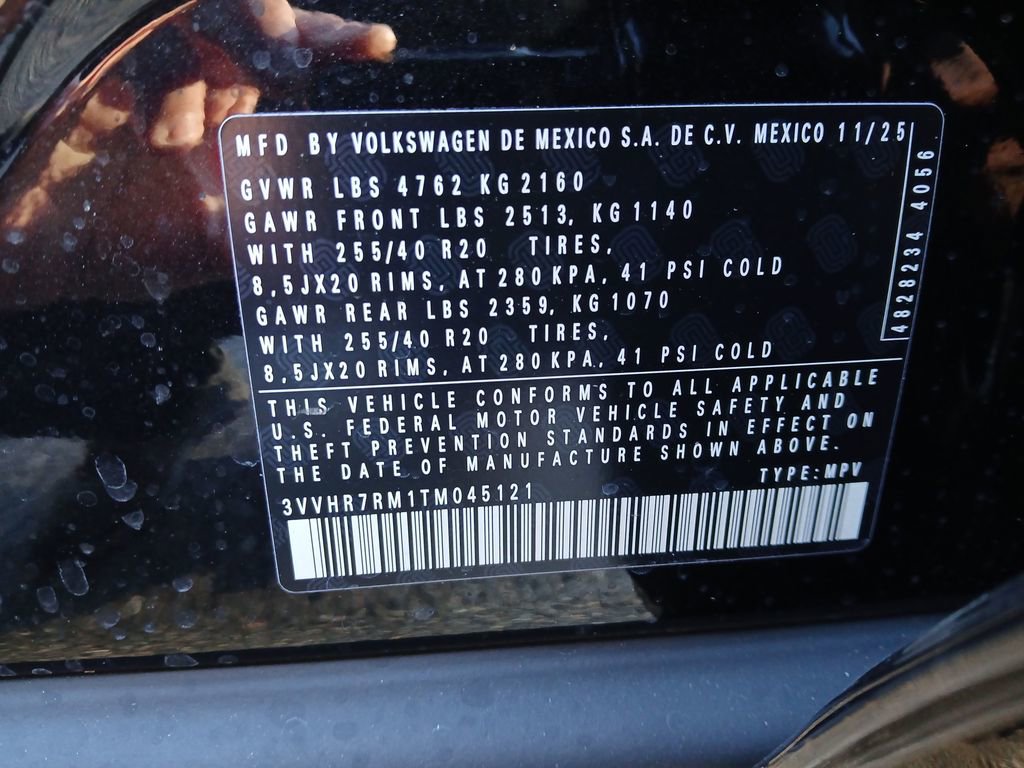 MFD BY VOLKSWAGEN DE MEXICO S.A. DE C.V. MEXICO 11/25
GVWR LBS 4762 KG 2160
GAWR FRONT LBS 2513, KG 1140
WITH 255/40 R20 TIRES,
8,5JX20 RIMS, AT 280 KPA, 41 PSI COLD
GAWR REAR LBS 2359, KG 1070
WITH 255/40 R20 TIRES,
8,5JX20 RIMS, AT 280 KPA, 41 PSI COLD
4828234 4056
THIS VEHICLE CONFORMS TO ALL APPLICABLE
U.S. FEDERAL MOTOR VEHICLE SAFETY AND
THEFT PREVENTION STANDARDS IN EFFECT ON
THE DATE OF MANUFACTURE SHOWN ABOVE.
TYPE:MPV
3VVHR7RM1TM045121